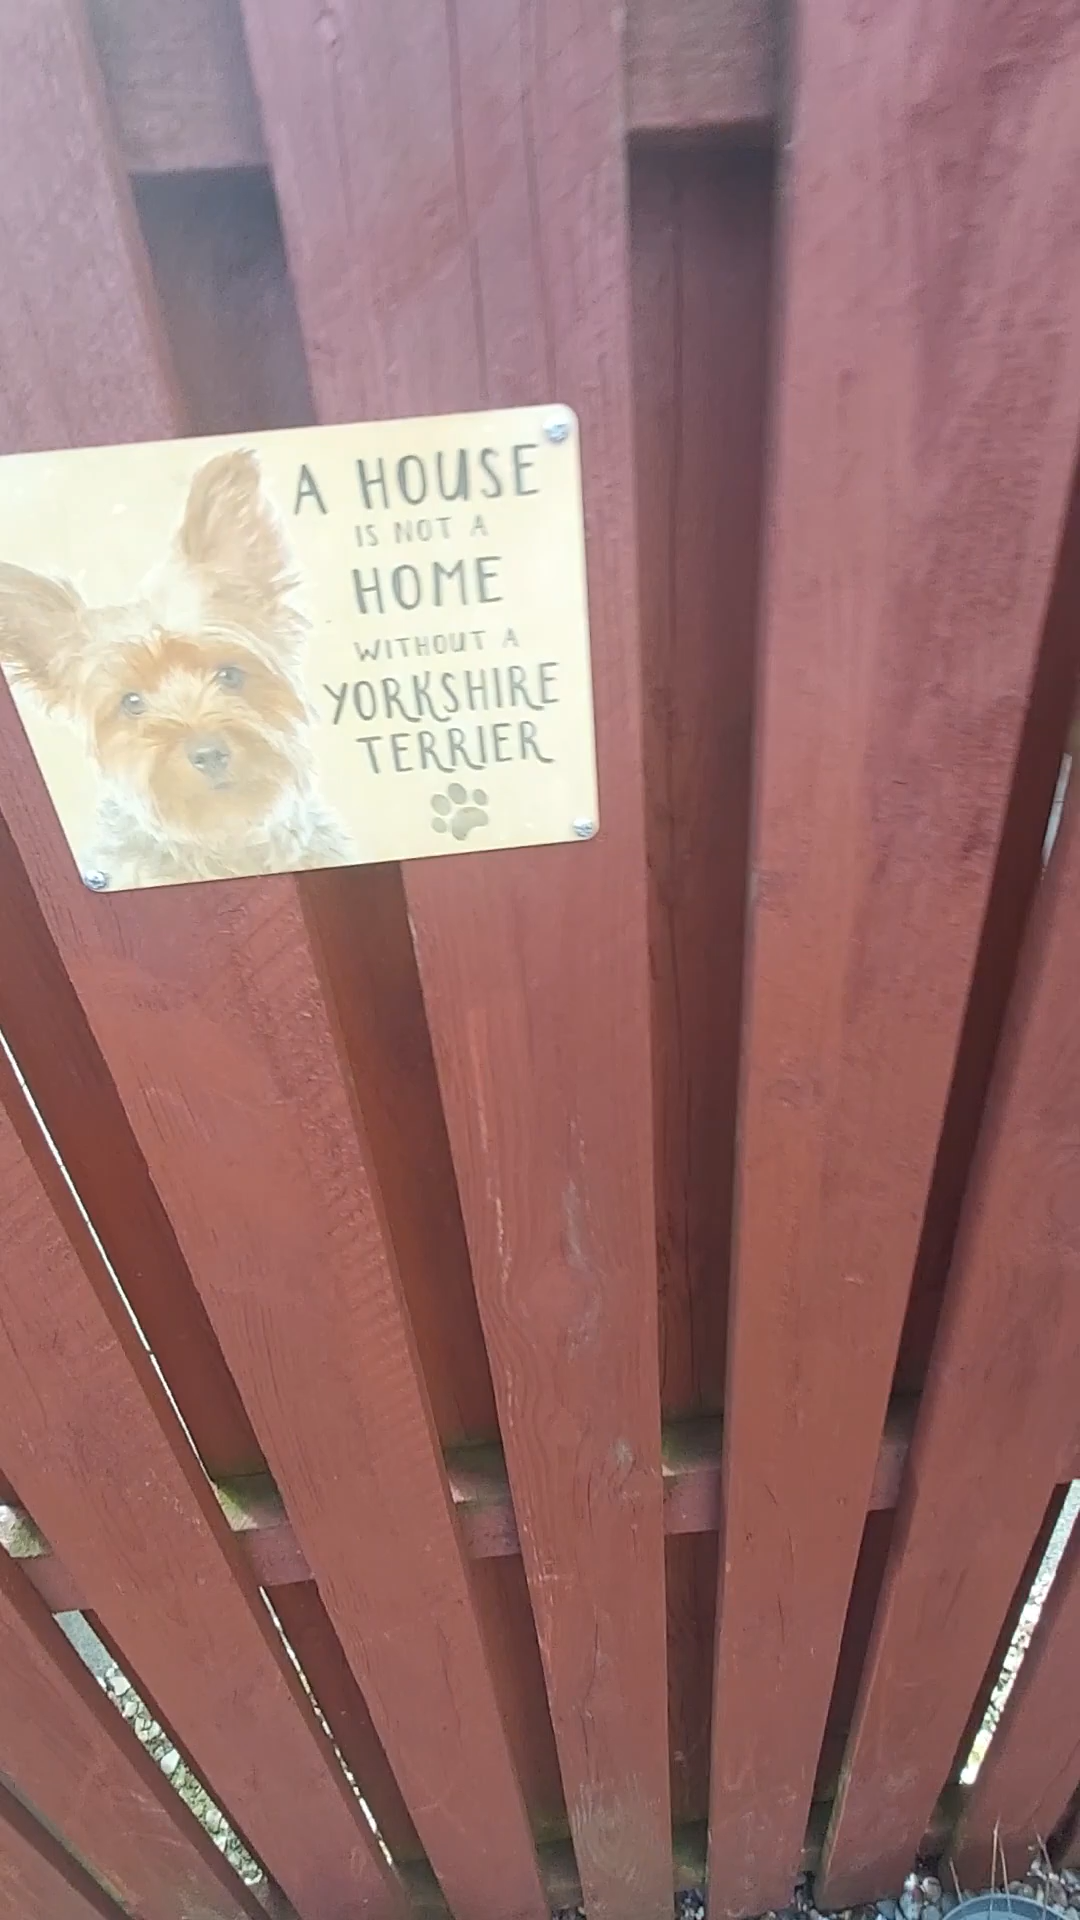 A HOUSE
IS NOT A
HOME
WITHOUT A
YORKSHIRE
TERRIER